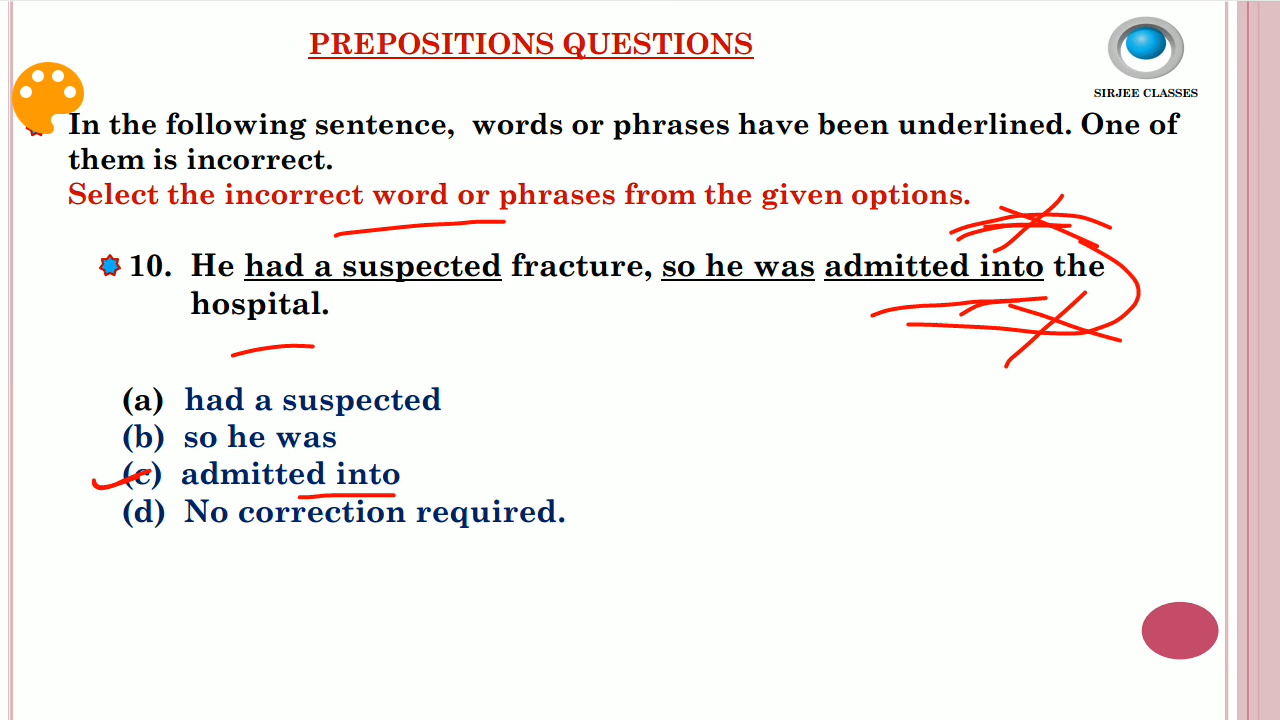 PREPOSITIONS QUESTIONS
SIRJEE CLASSES
In the following sentence, words or phrases have been underlined. One of
them is incorrect.
Select the incorrect word or phrases from the given options.
10. He had a suspected fracture, so he was admitted into the
hospital.
(a) had a suspected
(b) so he was
(c) admitted into
(d) No correction required.